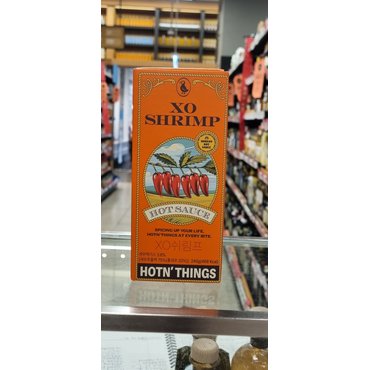 XO
SHRIMP
HOT SAUCE
SPICING UP YOUR LIFE,
HOTN'THINGS AT EVERY BITE.
XO쉬림프
HOTN' THINGS